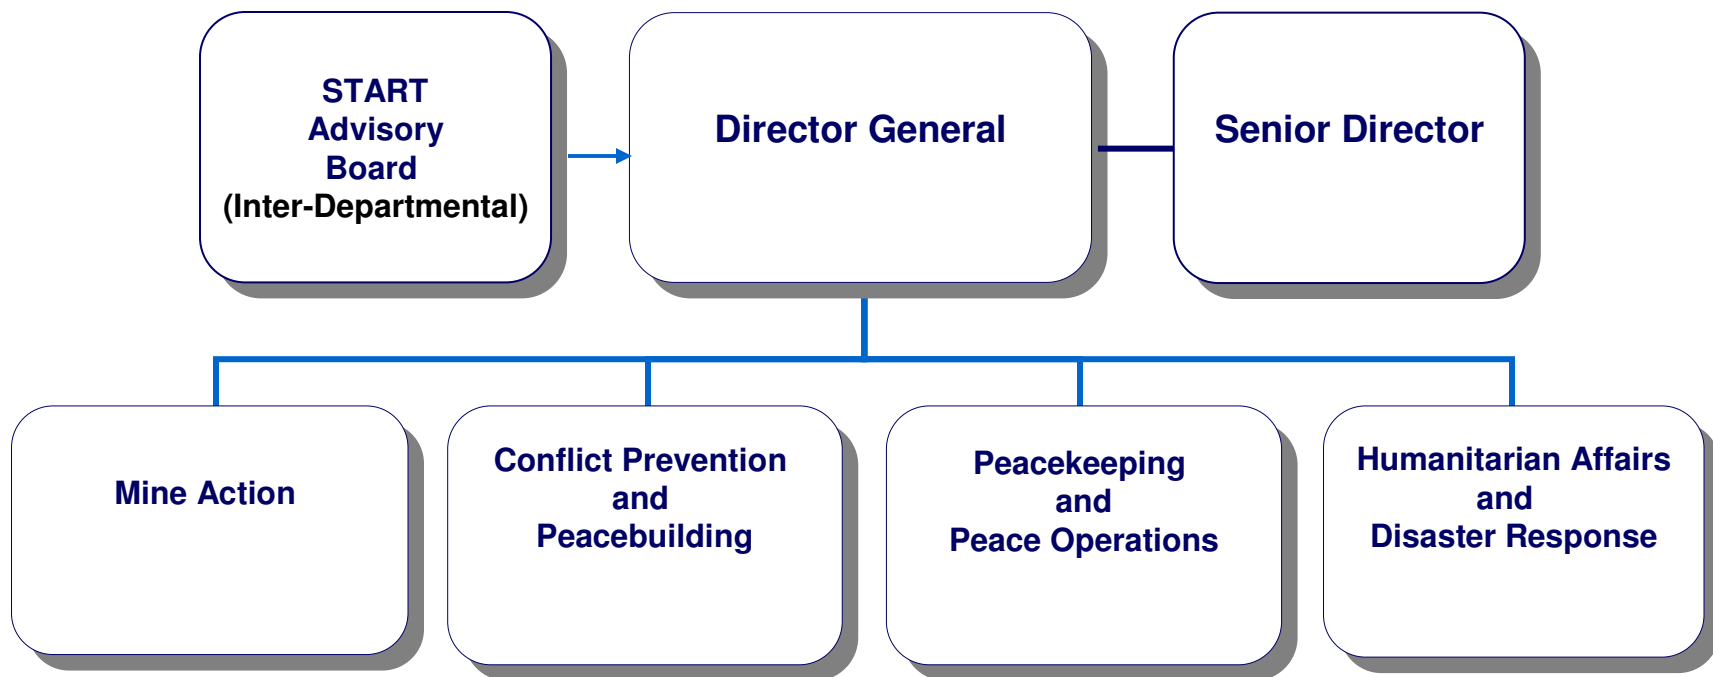 START
Advisory
Board
(Inter-Departmental)
Director General
Senior Director
Mine Action
Conflict Prevention
and
Peacebuilding
Peacekeeping
and
Peace Operations
Humanitarian Affairs
and
Disaster Response